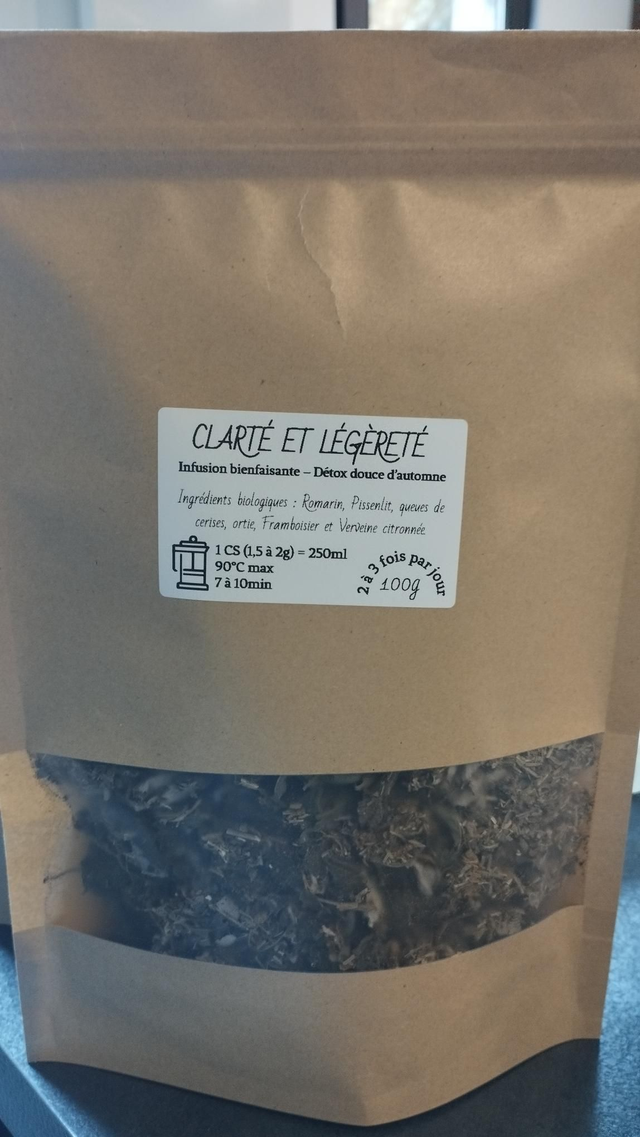 CLARTÉ ET LÉGÈRETÉ
Infusion bienfaisante – Détox douce d'automne
Ingrédients biologiques : Romarin, Pissenlit, queues de
cerises, ortie, Framboisier et Verveine citronnée
1 CS (1,5 à 2g) = 250ml
90°C max
7 à 10min
2 à 3 fois par jour
100g